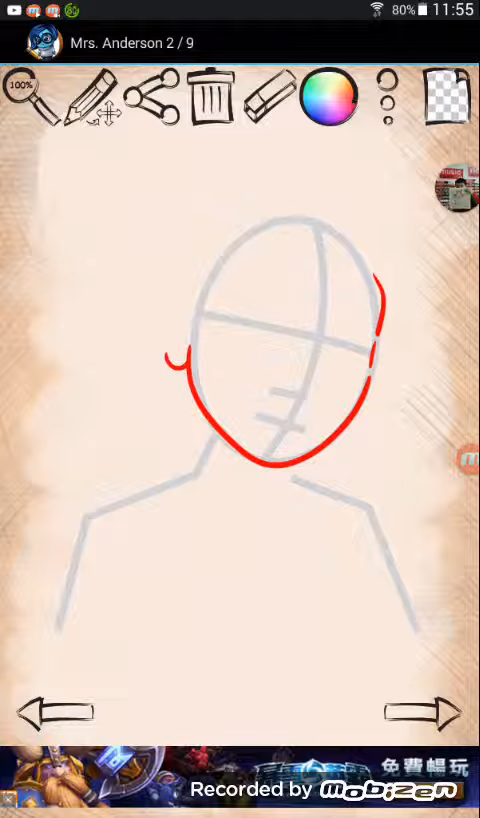 80% 11:55
Mrs. Anderson 2 / 9
100%
免費暢玩
Recorded by mobizen